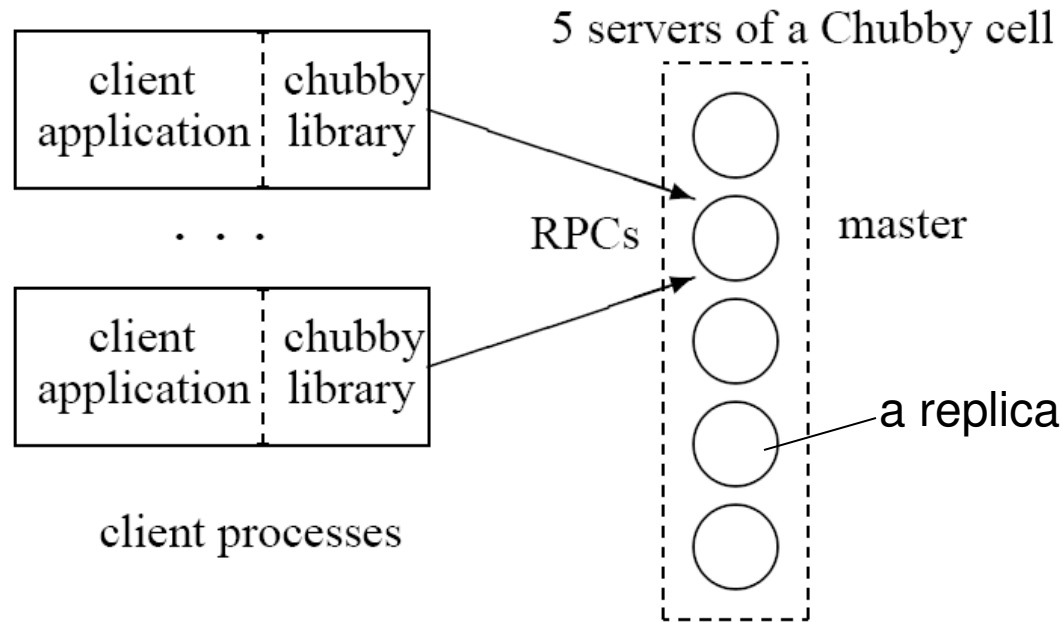 5 servers of a Chubby cell
client
application
chubby
library
. . .
RPCs
master
client
application
chubby
library
a replica
client processes